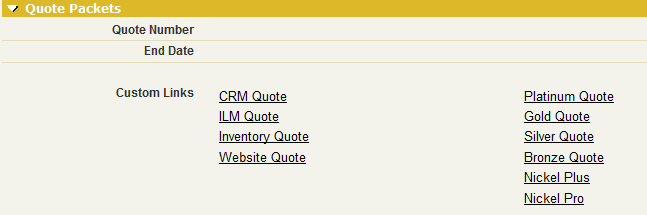 Quote Packets
Quote Number
End Date
Custom Links
CRM Quote Platinum Quote
ILM Quote Gold Quote
Inventory Quote Silver Quote
Website Quote Bronze Quote
Nickel Plus
Nickel Pro